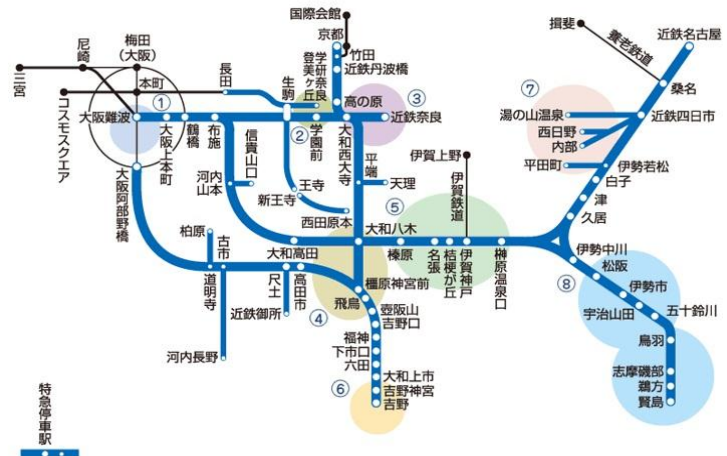 国際会館
京都
竹田
近鉄丹波橋
揖斐
養老鉄道
近鉄名古屋
桑名
梅田
(大阪)
尼崎
三宮
本町
コスモスクエア
長田
生駒
学研奈良
登美ヶ丘
高の原
③
近鉄奈良
①
大阪難波
大阪上本町
鶴橋
布施
②
学園前
大和西大寺
⑦
湯の山温泉
近鉄四日市
西日野
内部
平田町
伊勢若松
白子
津
久居
信貴山口
河内山本
王寺
新王寺
西田原本
平端
天理
伊賀上野
伊賀鉄道
⑤
大阪阿部野橋
大和八木
榛原
名張
桔梗が丘
伊賀神戸
榊原温泉口
伊勢中川
松阪
⑧
伊勢市
宇治山田
五十鈴川
鳥羽
志摩磯部
鵜方
賢島
柏原
古市
道明寺
大和高田
尺土
高田市
近鉄御所
河内長野
橿原神宮前
④
飛鳥
壺阪山
吉野口
福神
下市口
六田
大和上市
吉野神宮
⑥
吉野
特急停車駅